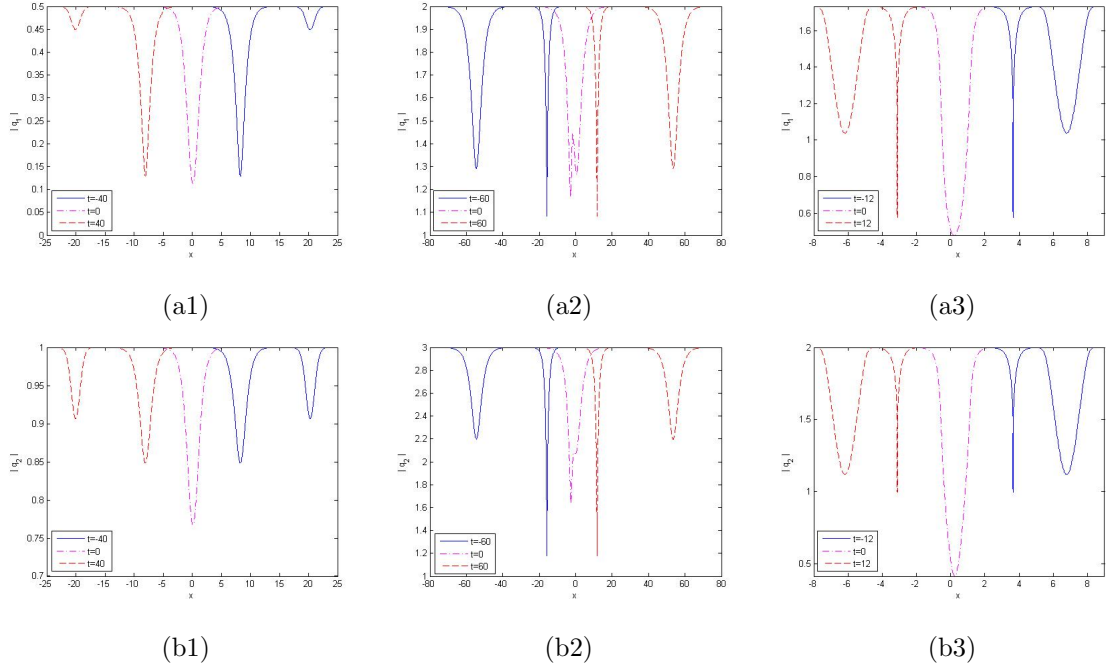 0.5
0.45
0.4
0.35
0.3
0.25
0.2
0.15
0.1
0.05
0
| q₁ |
t=-40
t=0
t=40
-25 -20 -15 -10 -5 0 5 10 15 20 25
x
(a1)
2
1.9
1.8
1.7
1.6
1.5
1.4
1.3
1.2
1.1
1
| q₁ |
t=-60
t=0
t=60
-80 -60 -40 -20 0 20 40 60 80
x
(a2)
1.6
1.4
1.2
1
0.8
0.6
| q₁ |
t=-12
t=0
t=12
-8 -6 -4 -2 0 2 4 6 8
x
(a3)
1
0.95
0.9
0.85
0.8
0.75
0.7
| q₂ |
t=-40
t=0
t=40
-25 -20 -15 -10 -5 0 5 10 15 20 25
x
(b1)
3
2.8
2.6
2.4
2.2
2
1.8
1.6
1.4
1.2
1
| q₂ |
t=-60
t=0
t=60
-80 -60 -40 -20 0 20 40 60 80
x
(b2)
2
1.5
1
0.5
| q₂ |
t=-12
t=0
t=12
-8 -6 -4 -2 0 2 4 6 8
x
(b3)